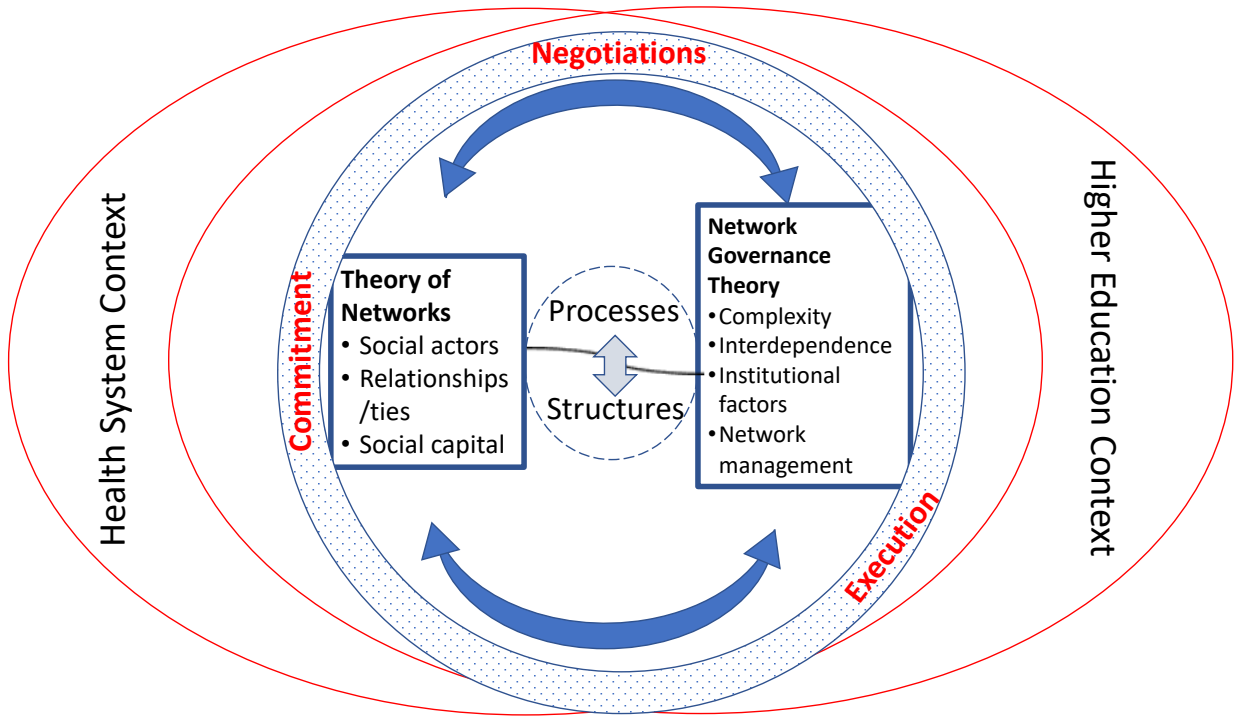 Negotiations
Health System Context
Commitment
Theory of
Networks
• Social actors
• Relationships
/ties
• Social capital
Processes
Structures
Network
Governance
Theory
•Complexity
•Interdependence
•Institutional
factors
•Network
management
Execution
Higher Education Context